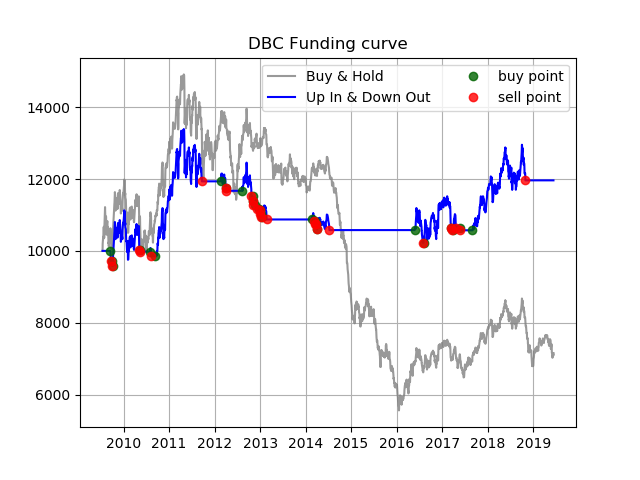 DBC Funding curve
Buy & Hold
Up In & Down Out
buy point
sell point
14000
12000
10000
8000
6000
2010 2011 2012 2013 2014 2015 2016 2017 2018 2019